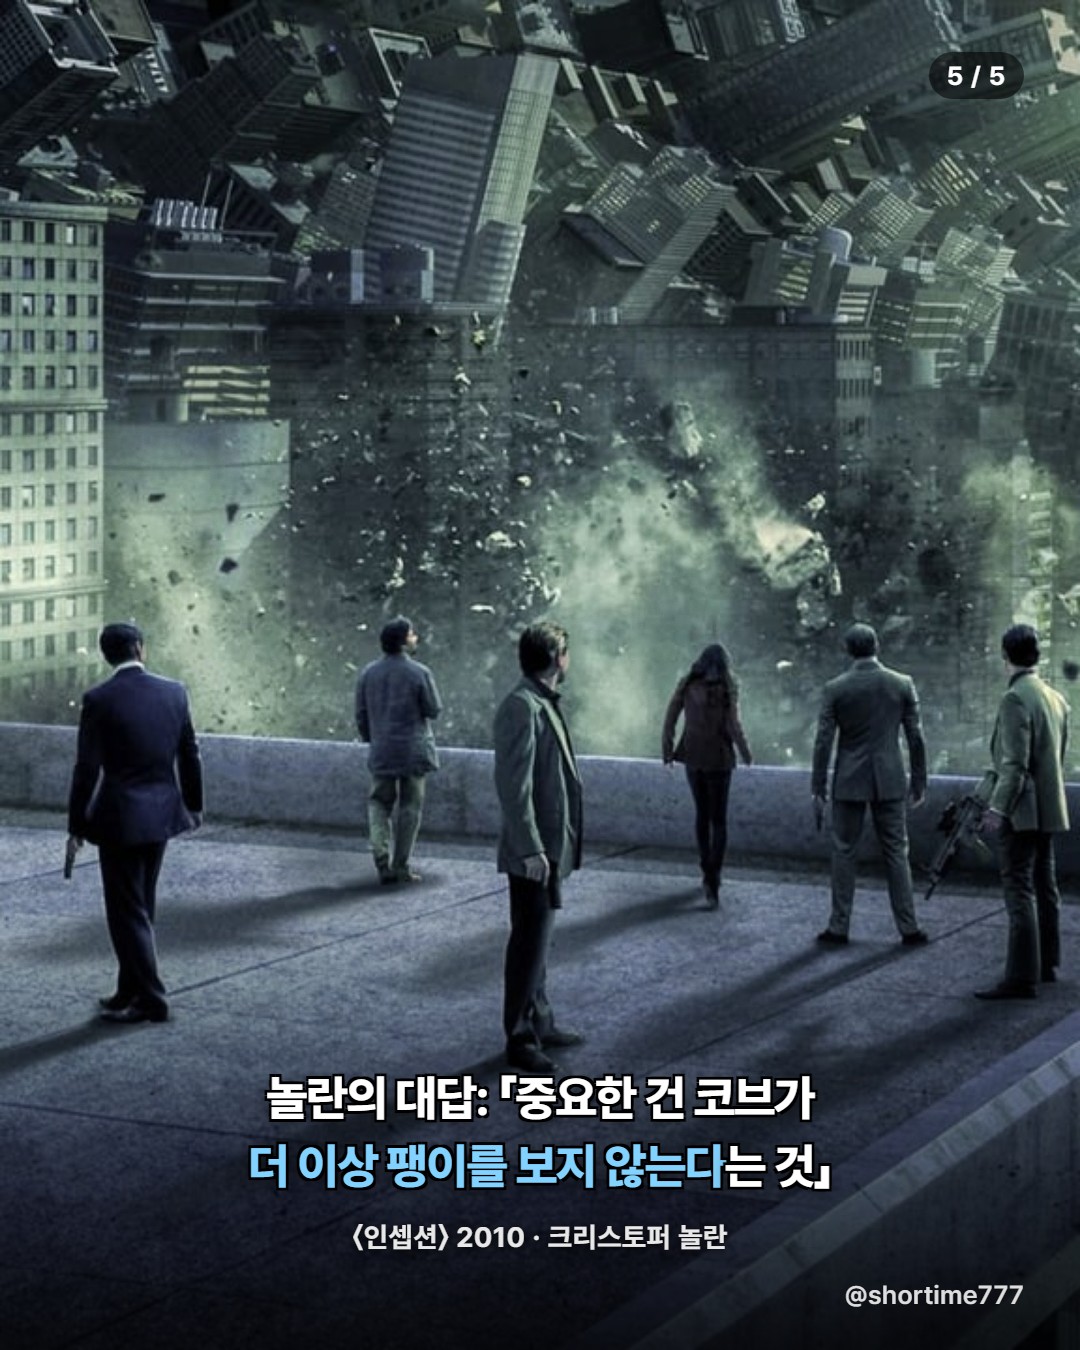 5 / 5
놀란의 대답: 「중요한 건 코브가
더 이상 팽이를 보지 않는다는 것」
〈인셉션〉 2010 · 크리스토퍼 놀란
@shortime777